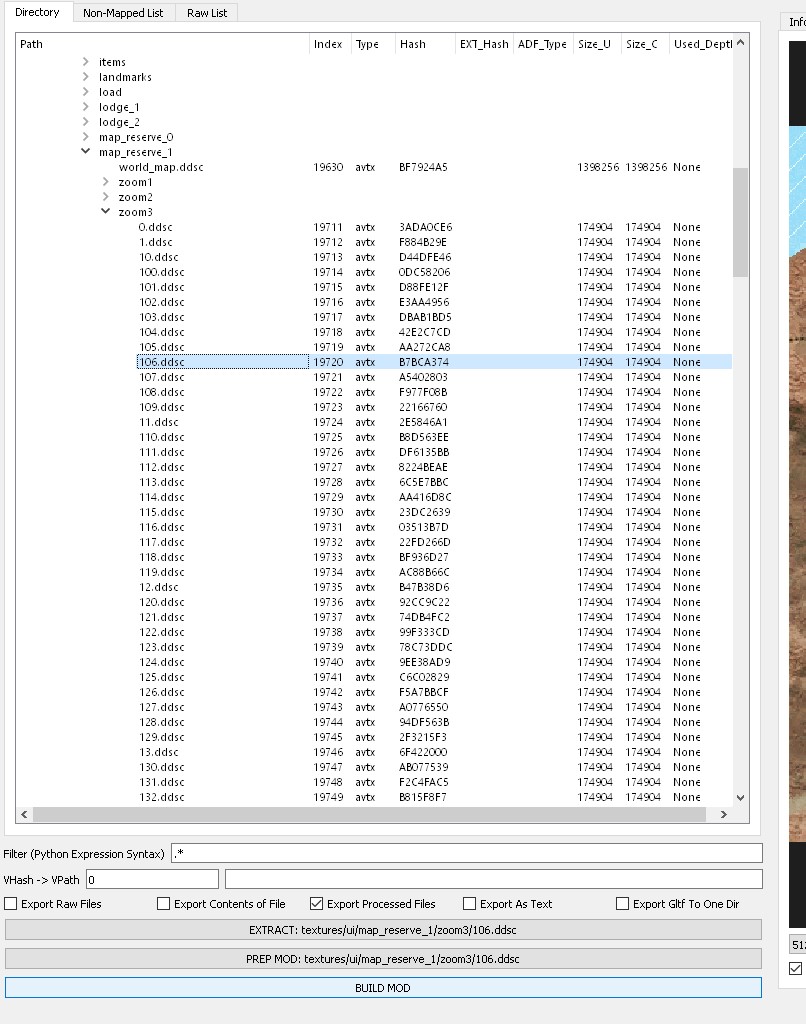 Directory Non-Mapped List Raw List
Path Index Type Hash EXT_Hash ADF_Type Size_U Size_C Used_Depth
items
landmarks
load
lodge_1
lodge_2
map_reserve_0
map_reserve_1
world_map.ddsc 19630 avtx BF7924A5 1398256 1398256 None
zoom1
zoom2
zoom3
0.ddsc 19711 avtx 3ADA0CE6 174904 174904 None
1.ddsc 19712 avtx F884B29E 174904 174904 None
10.ddsc 19713 avtx D44DFE46 174904 174904 None
100.ddsc 19714 avtx 0DC58206 174904 174904 None
101.ddsc 19715 avtx D88FE12F 174904 174904 None
102.ddsc 19716 avtx E3AA4956 174904 174904 None
103.ddsc 19717 avtx DBAB1BD5 174904 174904 None
104.ddsc 19718 avtx 42E2C7CD 174904 174904 None
105.ddsc 19719 avtx AA272CA8 174904 174904 None
106.ddsc 19720 avtx B7BCA374 174904 174904 None
107.ddsc 19721 avtx A5402803 174904 174904 None
108.ddsc 19722 avtx F977F08B 174904 174904 None
109.ddsc 19723 avtx 22166760 174904 174904 None
11.ddsc 19724 avtx 2E5846A1 174904 174904 None
110.ddsc 19725 avtx B8D563EE 174904 174904 None
111.ddsc 19726 avtx DF6135BB 174904 174904 None
112.ddsc 19727 avtx 8224BEAE 174904 174904 None
113.ddsc 19728 avtx 6C5E7BBC 174904 174904 None
114.ddsc 19729 avtx AA416D8C 174904 174904 None
115.ddsc 19730 avtx 23DC2639 174904 174904 None
116.ddsc 19731 avtx 03513B7D 174904 174904 None
117.ddsc 19732 avtx 22FD266D 174904 174904 None
118.ddsc 19733 avtx BF936D27 174904 174904 None
119.ddsc 19734 avtx AC88B66C 174904 174904 None
12.ddsc 19735 avtx B47B38D6 174904 174904 None
120.ddsc 19736 avtx 92CC9C22 174904 174904 None
121.ddsc 19737 avtx 74DB4FC2 174904 174904 None
122.ddsc 19738 avtx 99F333CD 174904 174904 None
123.ddsc 19739 avtx 78C73DDC 174904 174904 None
124.ddsc 19740 avtx 9EE38AD9 174904 174904 None
125.ddsc 19741 avtx C6C02829 174904 174904 None
126.ddsc 19742 avtx F5A7BBCF 174904 174904 None
127.ddsc 19743 avtx A0776550 174904 174904 None
128.ddsc 19744 avtx 94DF563B 174904 174904 None
129.ddsc 19745 avtx 2F3215F3 174904 174904 None
13.ddsc 19746 avtx 6F422000 174904 174904 None
130.ddsc 19747 avtx AB077539 174904 174904 None
131.ddsc 19748 avtx F2C4FAC5 174904 174904 None
132.ddsc 19749 avtx B815F8F7 174904 174904 None
Filter (Python Expression Syntax) .*
VHash -> VPath 0
Export Raw Files Export Contents of File Export Processed Files Export As Text Export Gltf To One Dir
EXTRACT: textures/ui/map_reserve_1/zoom3/106.ddsc
PREP MOD: textures/ui/map_reserve_1/zoom3/106.ddsc
BUILD MOD